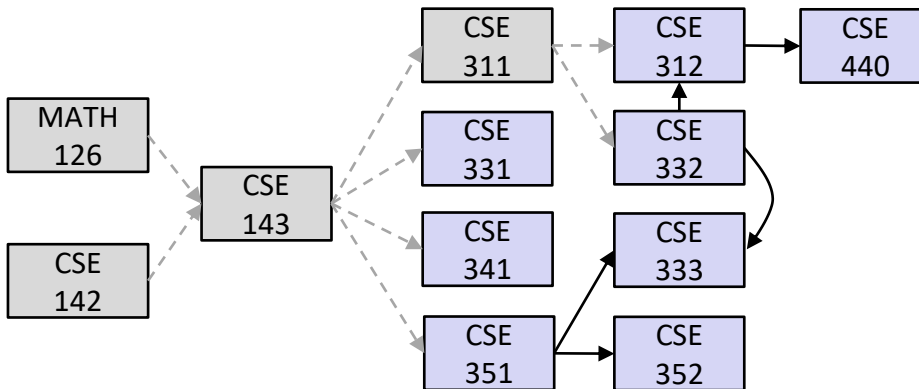 CSE
311
CSE
312
CSE
440
MATH
126
CSE
331
CSE
332
CSE
143
CSE
142
CSE
341
CSE
333
CSE
351
CSE
352